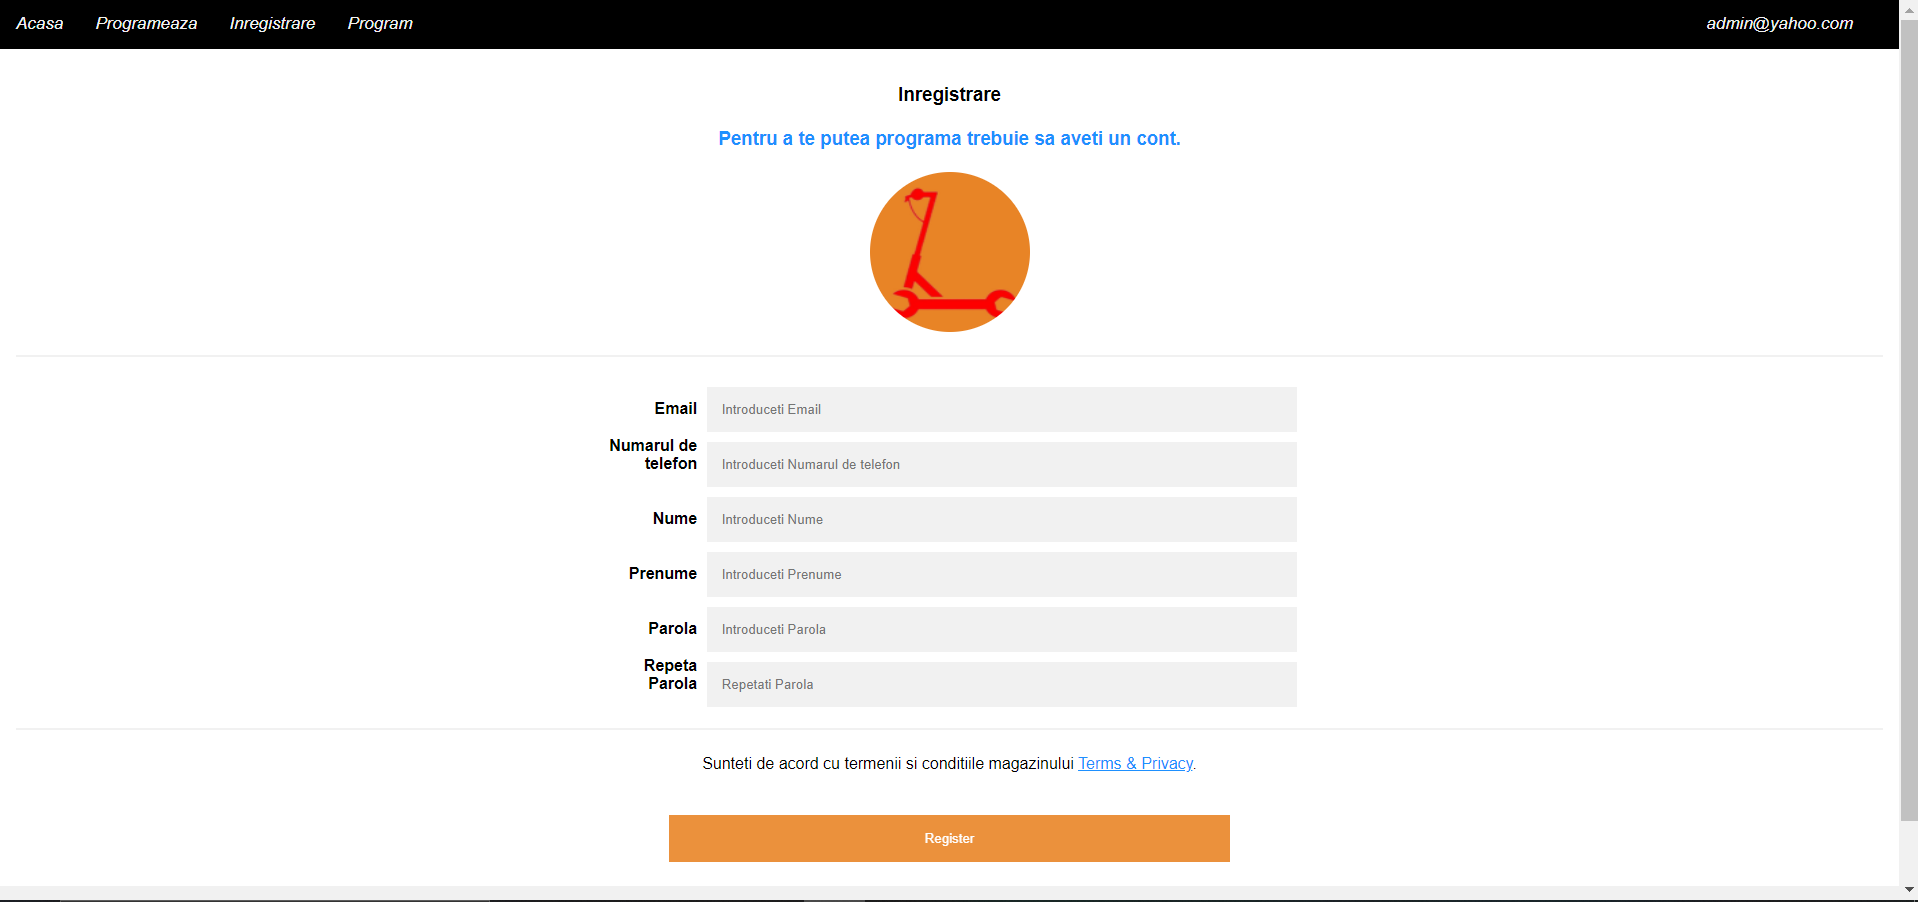 Acasa Programeaza Inregistrare Program admin@yahoo.com
Inregistrare
Pentru a te putea programa trebuie sa aveti un cont.
Email Introduceti Email
Numarul de
telefon Introduceti Numarul de telefon
Nume Introduceti Nume
Prenume Introduceti Prenume
Parola Introduceti Parola
Repeta
Parola Repetati Parola
Sunteti de acord cu termenii si conditiile magazinului Terms & Privacy.
Register